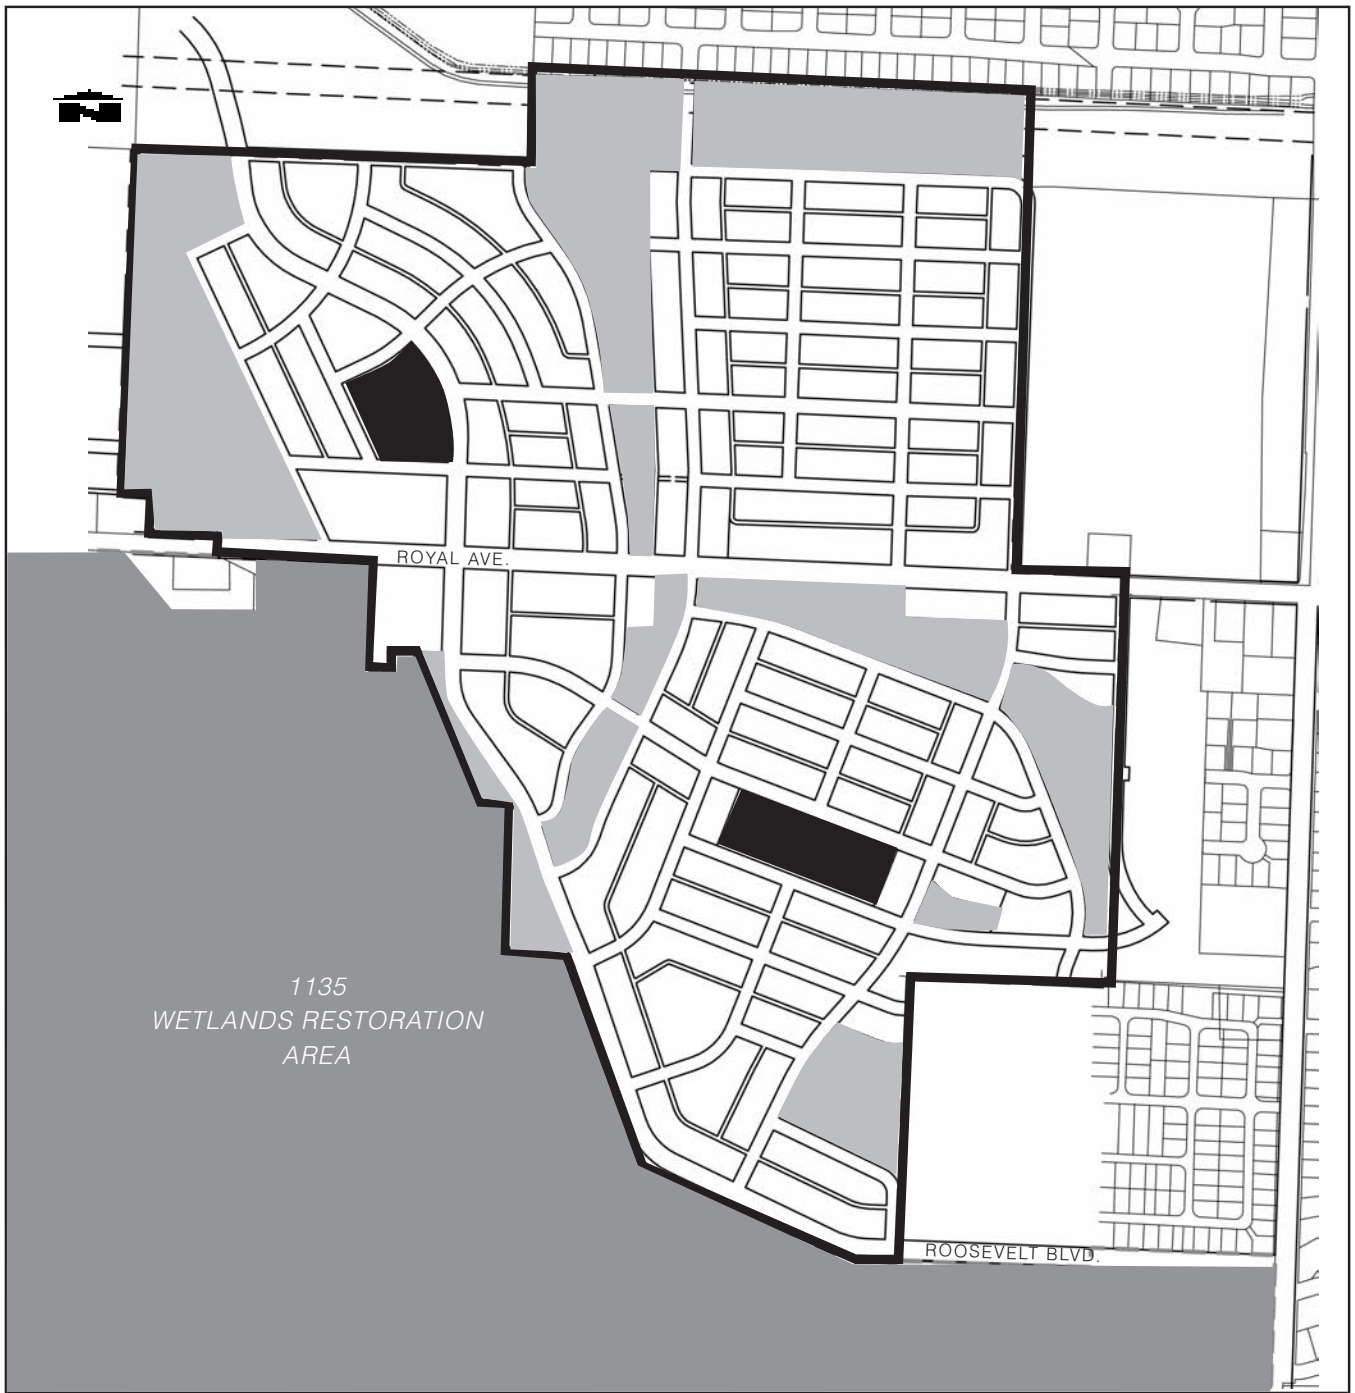 ROYAL AVE.
1135
WETLANDS RESTORATION
AREA
ROOSEVELT BLVD.